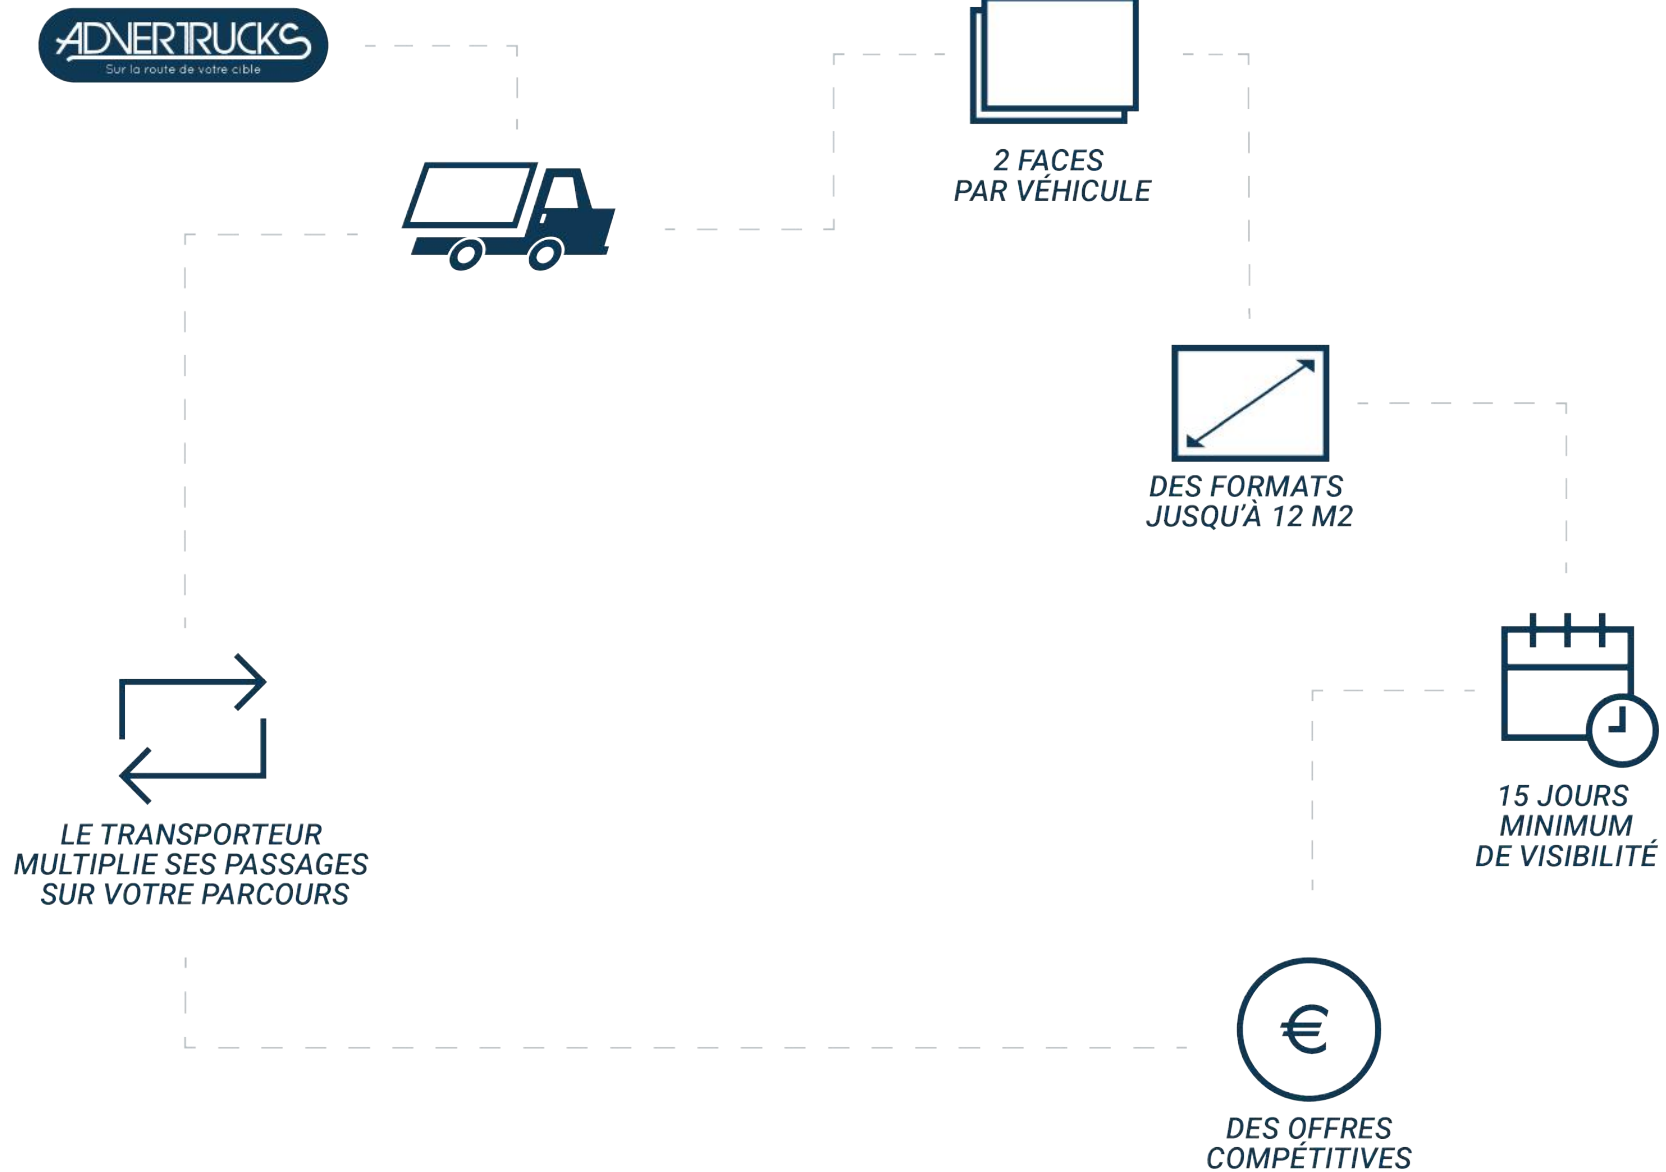 ADVERTRUCKS
Sur la route de votre cible
2 FACES
PAR VÉHICULE
DES FORMATS
JUSQU'À 12 M2
15 JOURS
MINIMUM
DE VISIBILITÉ
LE TRANSPORTEUR
MULTIPLIE SES PASSAGES
SUR VOTRE PARCOURS
€
DES OFFRES
COMPÉTITIVES